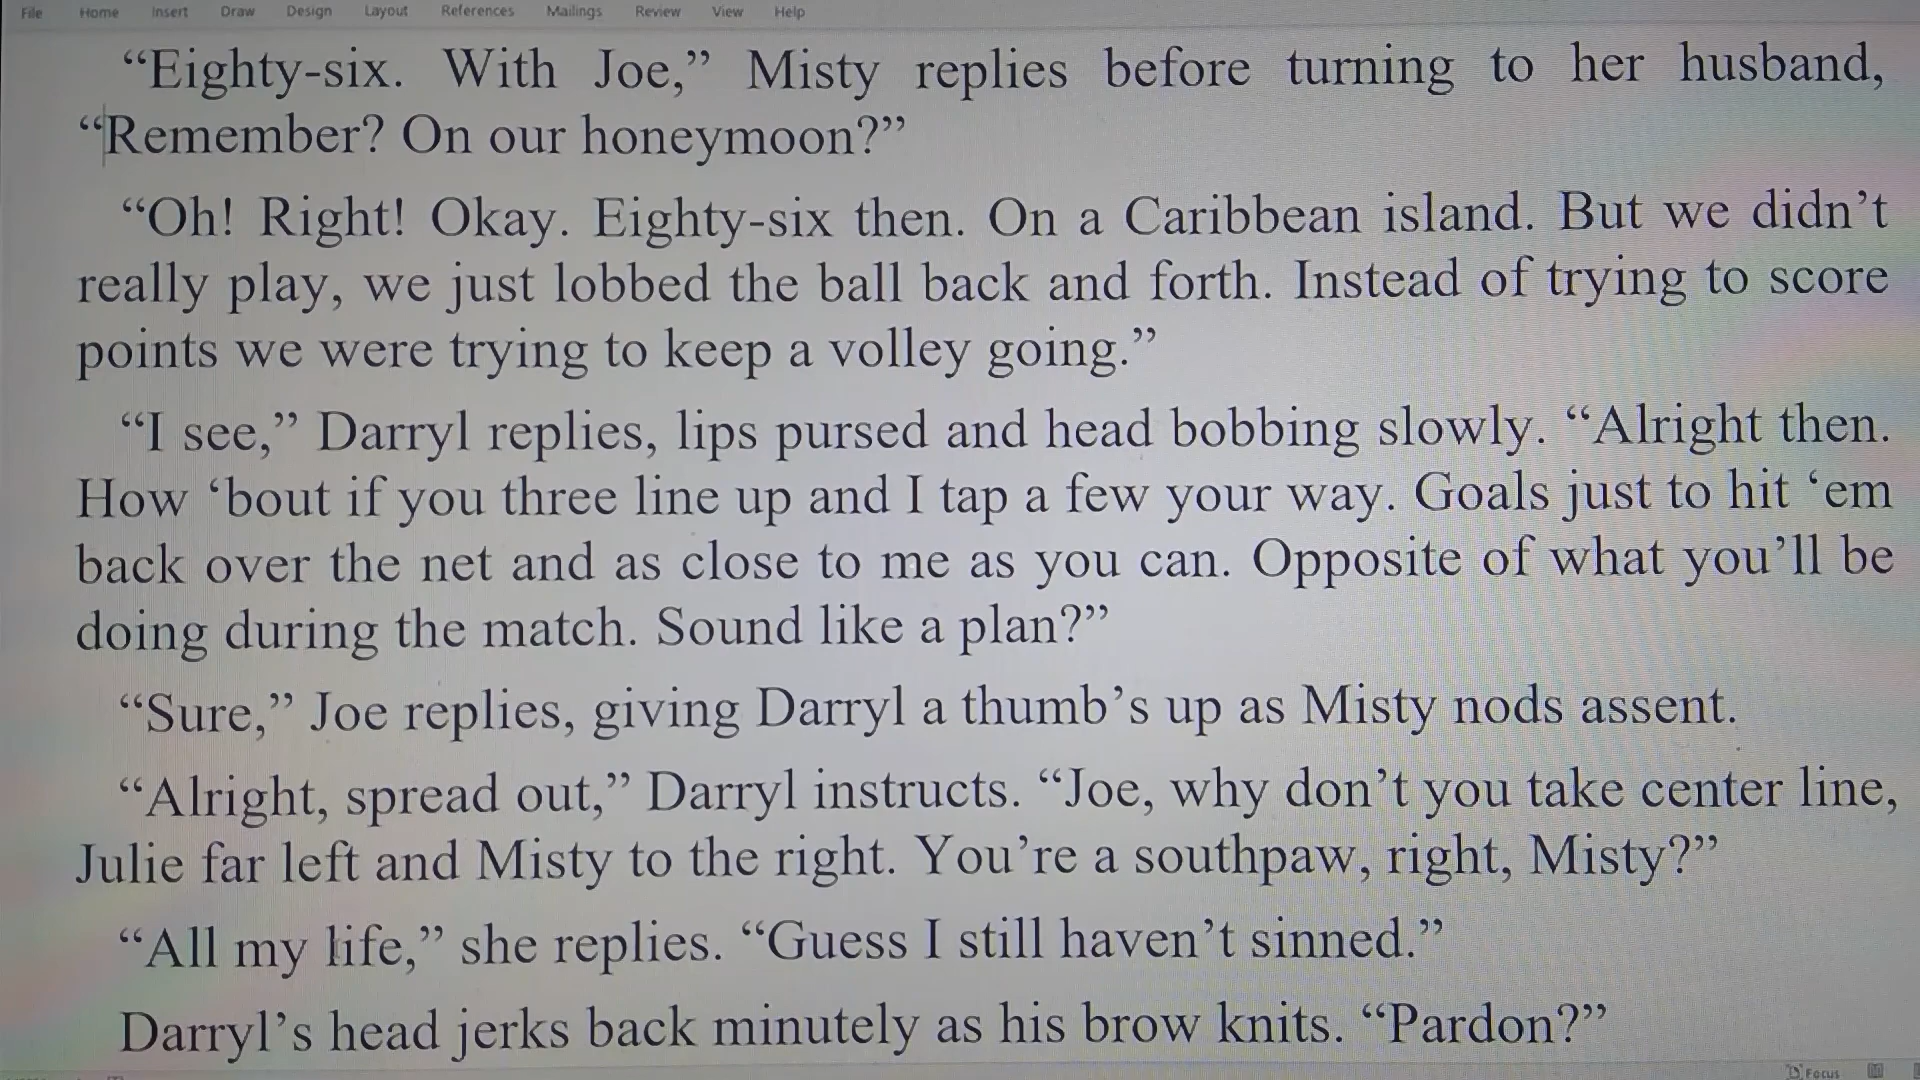 File Home Insert Draw Design Layout References Mailings Review View Help
“Eighty-six. With Joe,” Misty replies before turning to her husband,
“Remember? On our honeymoon?”
“Oh! Right! Okay. Eighty-six then. On a Caribbean island. But we didn’t
really play, we just lobbed the ball back and forth. Instead of trying to score
points we were trying to keep a volley going.”
“I see,” Darryl replies, lips pursed and head bobbing slowly. “Alright then.
How ‘bout if you three line up and I tap a few your way. Goals just to hit ‘em
back over the net and as close to me as you can. Opposite of what you’ll be
doing during the match. Sound like a plan?”
“Sure,” Joe replies, giving Darryl a thumb’s up as Misty nods assent.
“Alright, spread out,” Darryl instructs. “Joe, why don’t you take center line,
Julie far left and Misty to the right. You’re a southpaw, right, Misty?”
“All my life,” she replies. “Guess I still haven’t sinned.”
Darryl’s head jerks back minutely as his brow knits. “Pardon?”
Focus